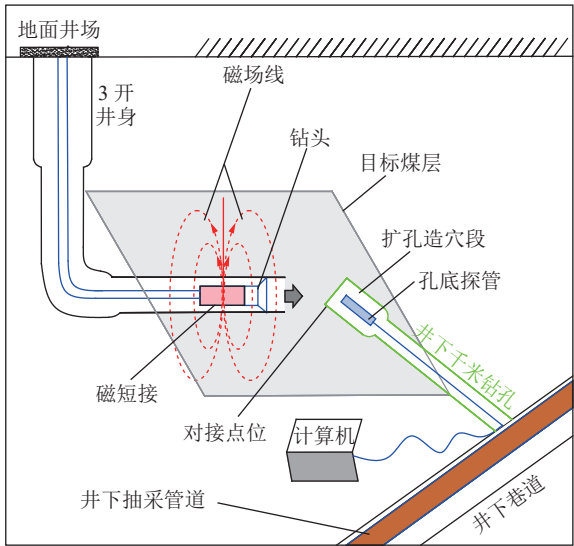 地面井场
磁场线
3 开
井身
钻头
目标煤层
扩孔造穴段
孔底探管
井下千米钻孔
磁短接
对接点位
计算机
井下抽采管道
井下巷道